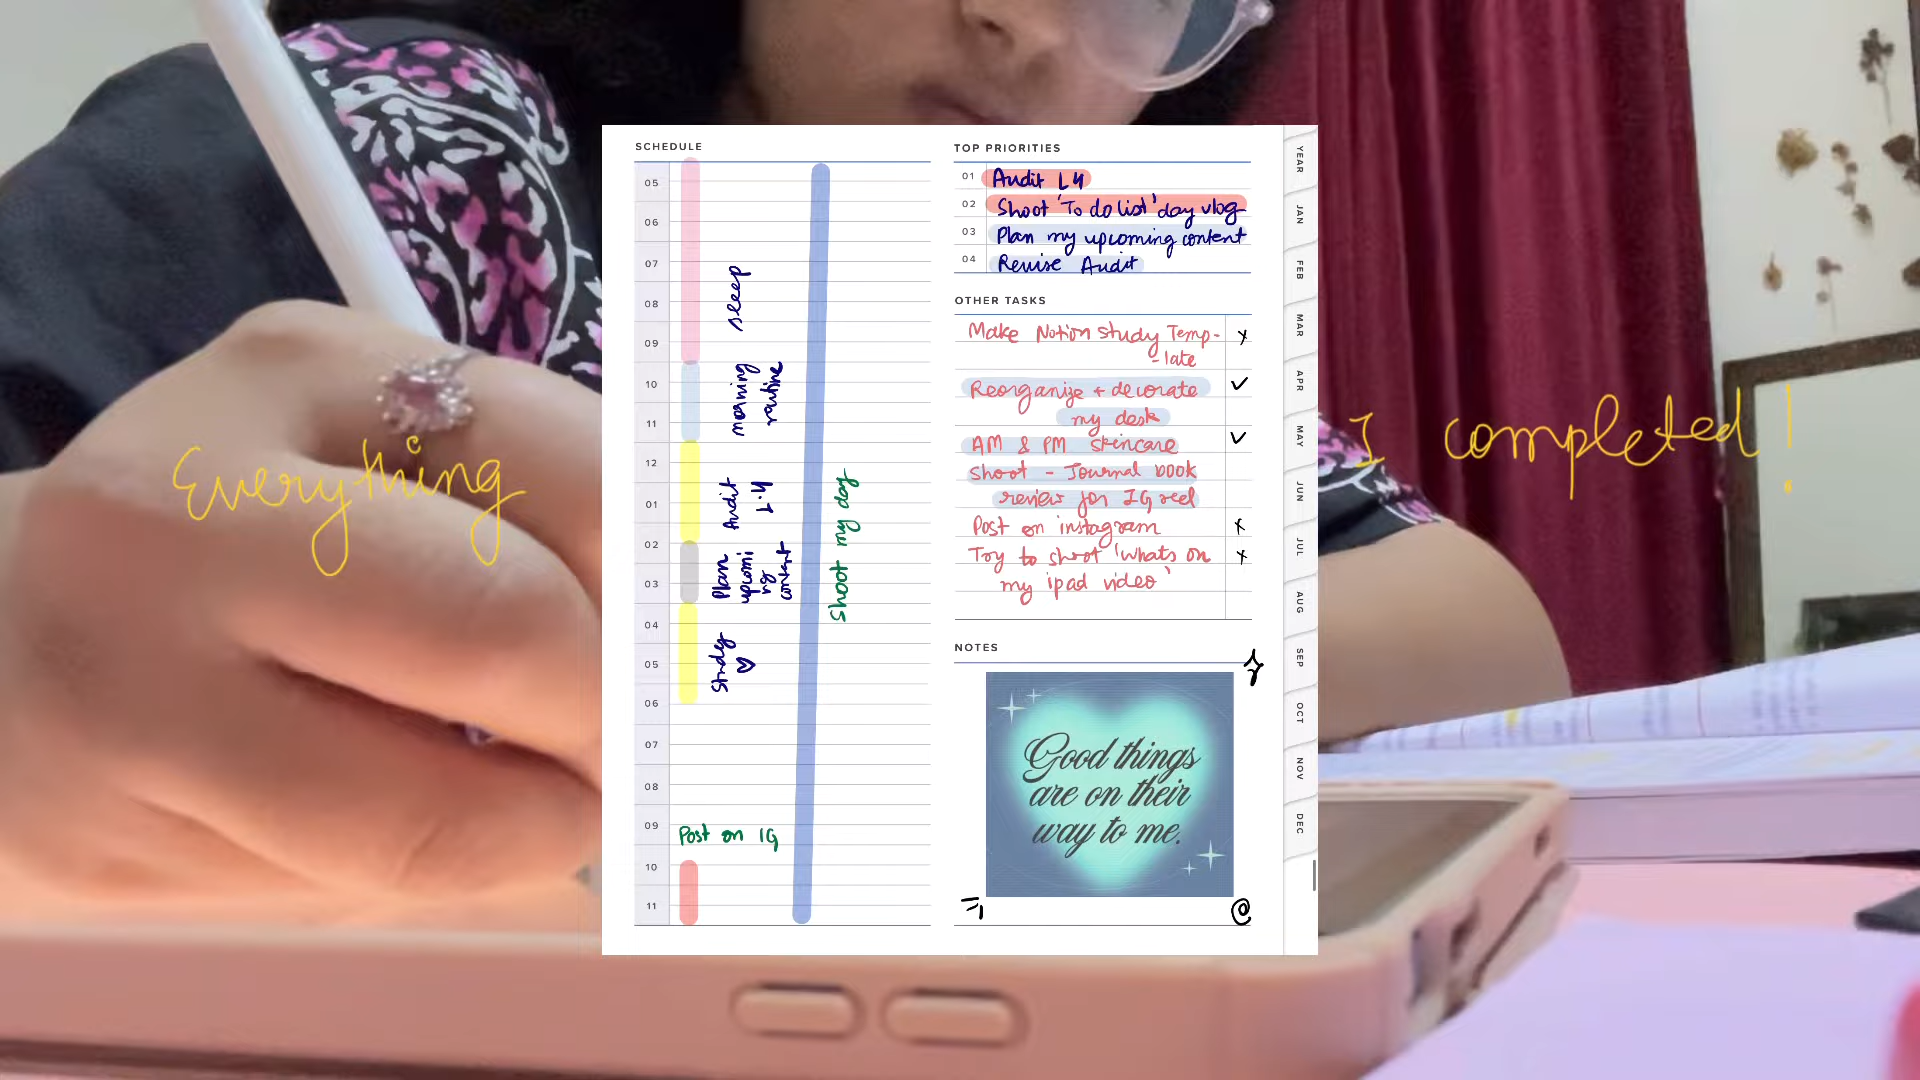 Everything
I completed!
SCHEDULE
05
06
07
08
09
10
11
12
01
02
03
04
05
06
07
08
09
10
11
sleep
morning
routine
Audit
L.4
Plan
upcomi
ng
content
Study
♡
Post on IG
Shoot my day
TOP PRIORITIES
01 Audit L4
02 Shoot 'To do list' day vlog
03 Plan my upcoming content
04 Revise Audit
OTHER TASKS
Make Notion Study Temp- x
-late
Reorganize + decorate ✓
my desk
AM & PM skincare ✓
Shoot - Journal book
review for IG reel
Post on instagram x
Try to shoot 'whats on x
my ipad video'
NOTES
Good things
are on their
way to me.
@
YEAR
JAN
FEB
MAR
APR
MAY
JUN
JUL
AUG
SEP
OCT
NOV
DEC